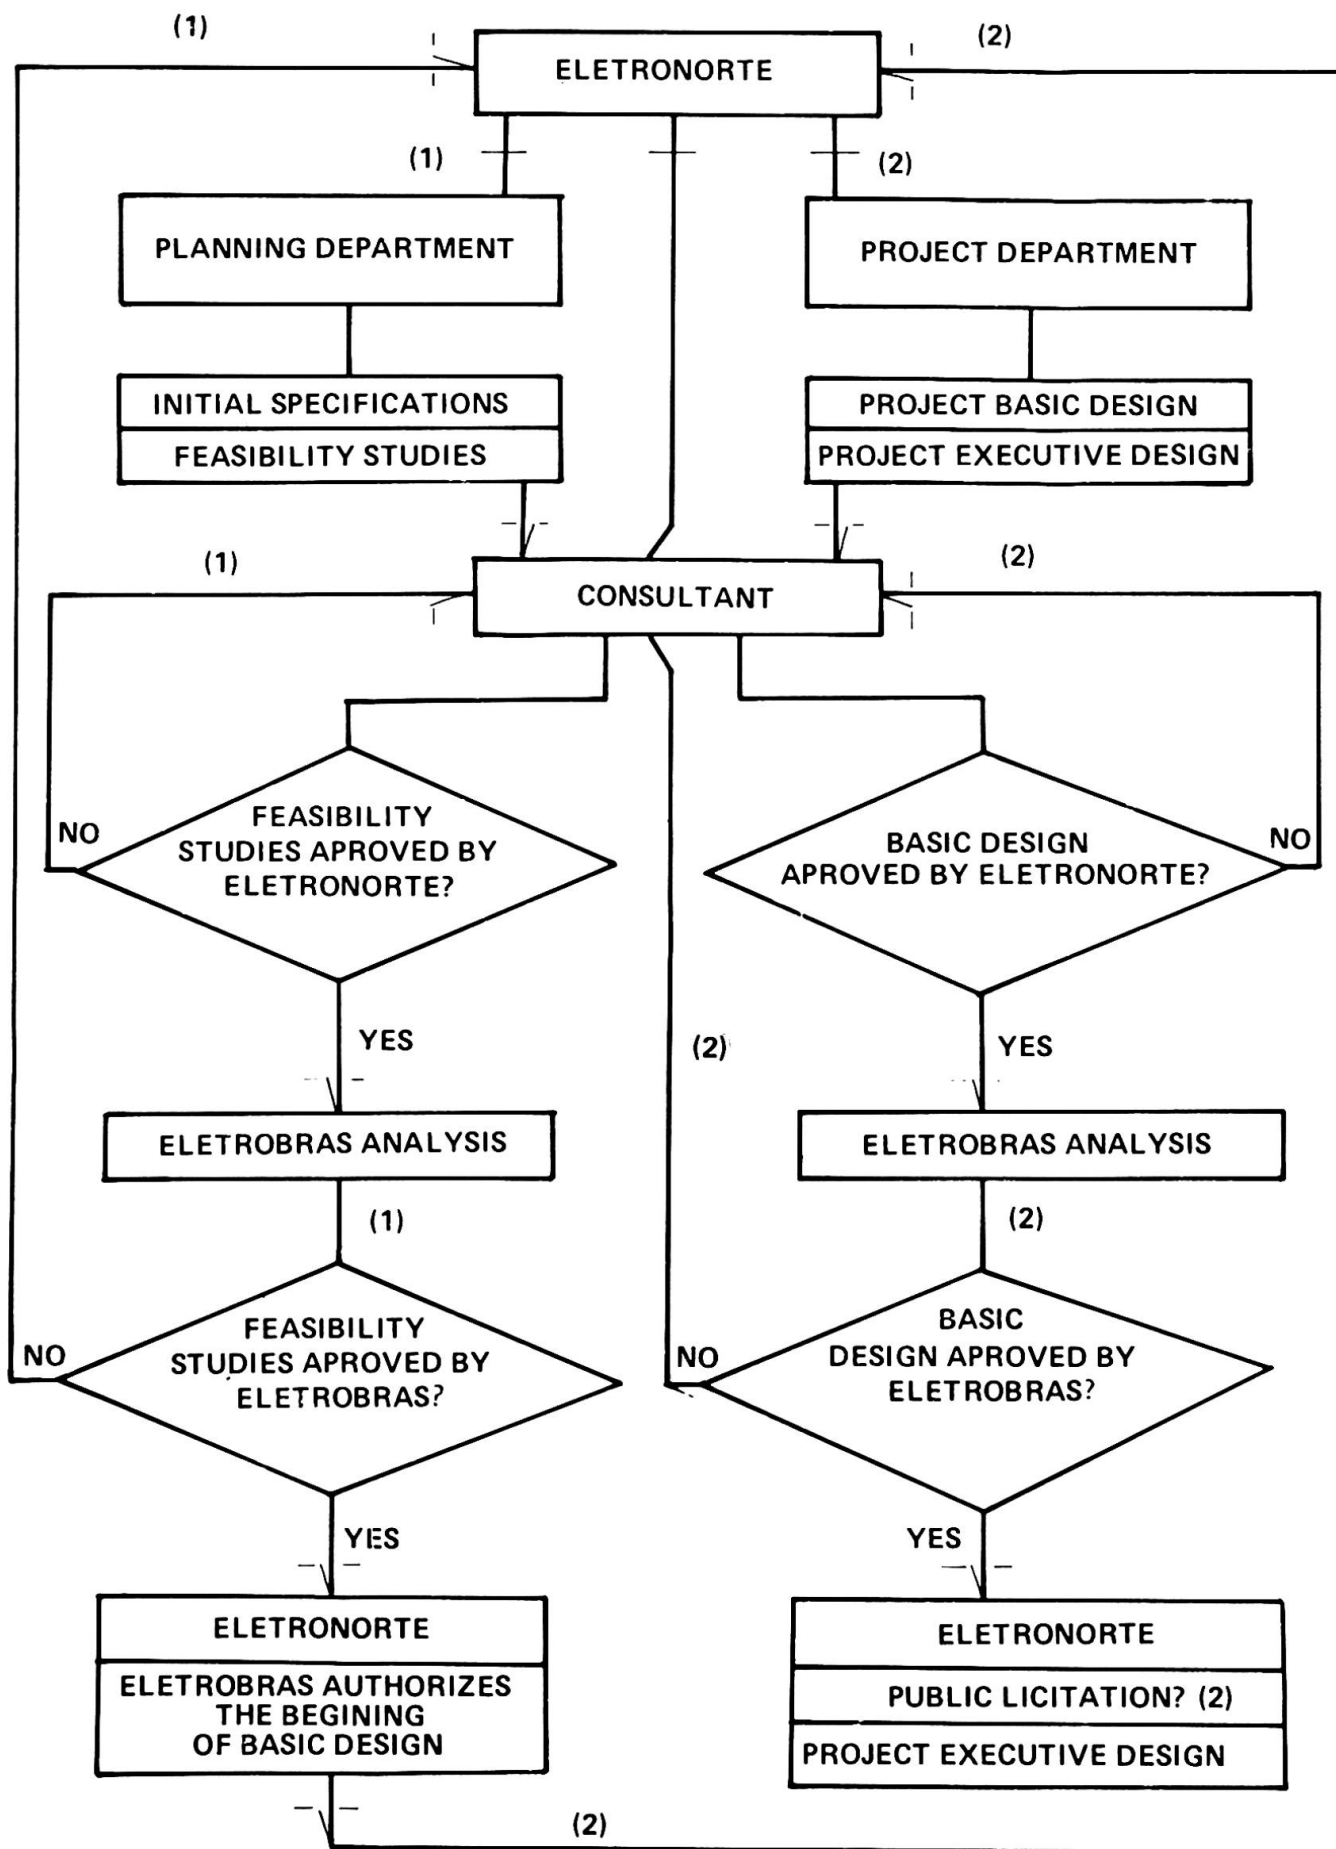 (1)
(2)
ELETRONORTE
(1)
(2)
PLANNING DEPARTMENT
PROJECT DEPARTMENT
INITIAL SPECIFICATIONS
FEASIBILITY STUDIES
PROJECT BASIC DESIGN
PROJECT EXECUTIVE DESIGN
(1)
(2)
CONSULTANT
NO
FEASIBILITY
STUDIES APROVED BY
ELETRONORTE?
BASIC DESIGN
APROVED BY ELETRONORTE?
NO
YES
(2)
YES
ELETROBRAS ANALYSIS
ELETROBRAS ANALYSIS
(1)
(2)
NO
FEASIBILITY
STUDIES APROVED BY
ELETROBRAS?
NO
BASIC
DESIGN APROVED BY
ELETROBRAS?
YES
YES
ELETRONORTE
ELETROBRAS AUTHORIZES
THE BEGINING
OF BASIC DESIGN
ELETRONORTE
PUBLIC LICITATION? (2)
PROJECT EXECUTIVE DESIGN
(2)